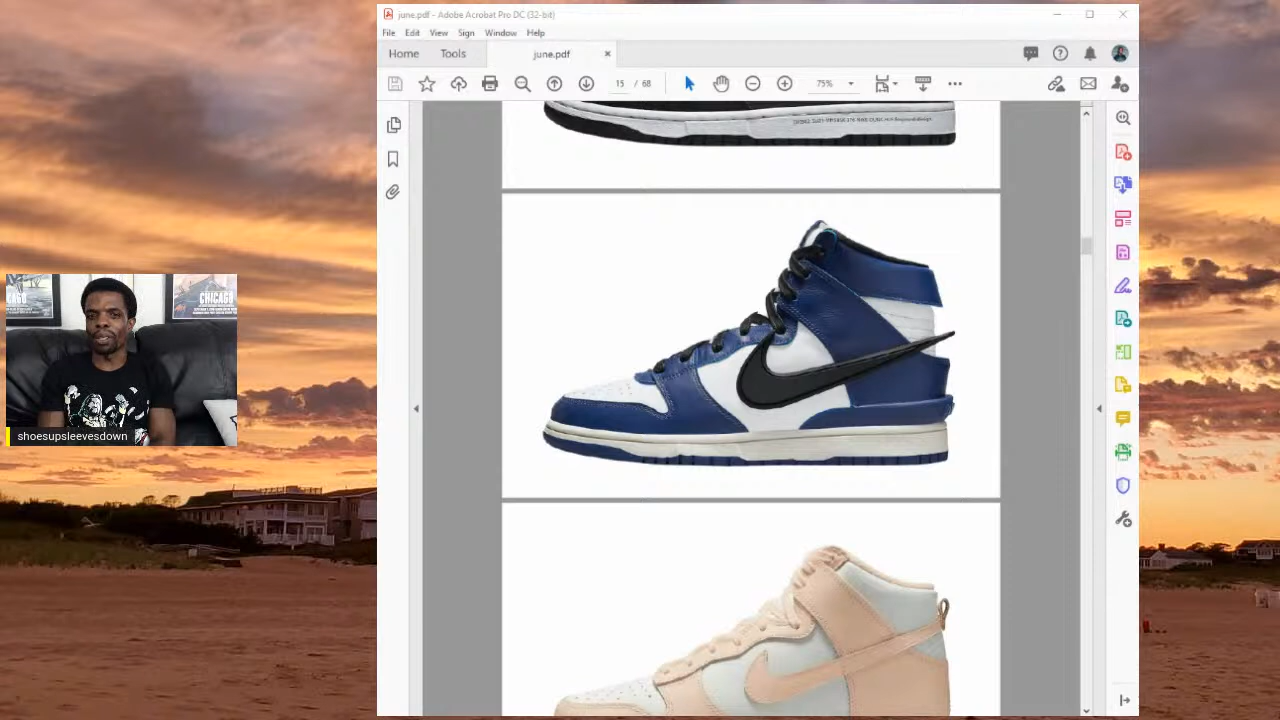 june.pdf - Adobe Acrobat Pro DC (32-bit)
File Edit View Sign Window Help
Home Tools june.pdf ×
15 / 68 75%
CHICAGO
shoesupsleevesdown